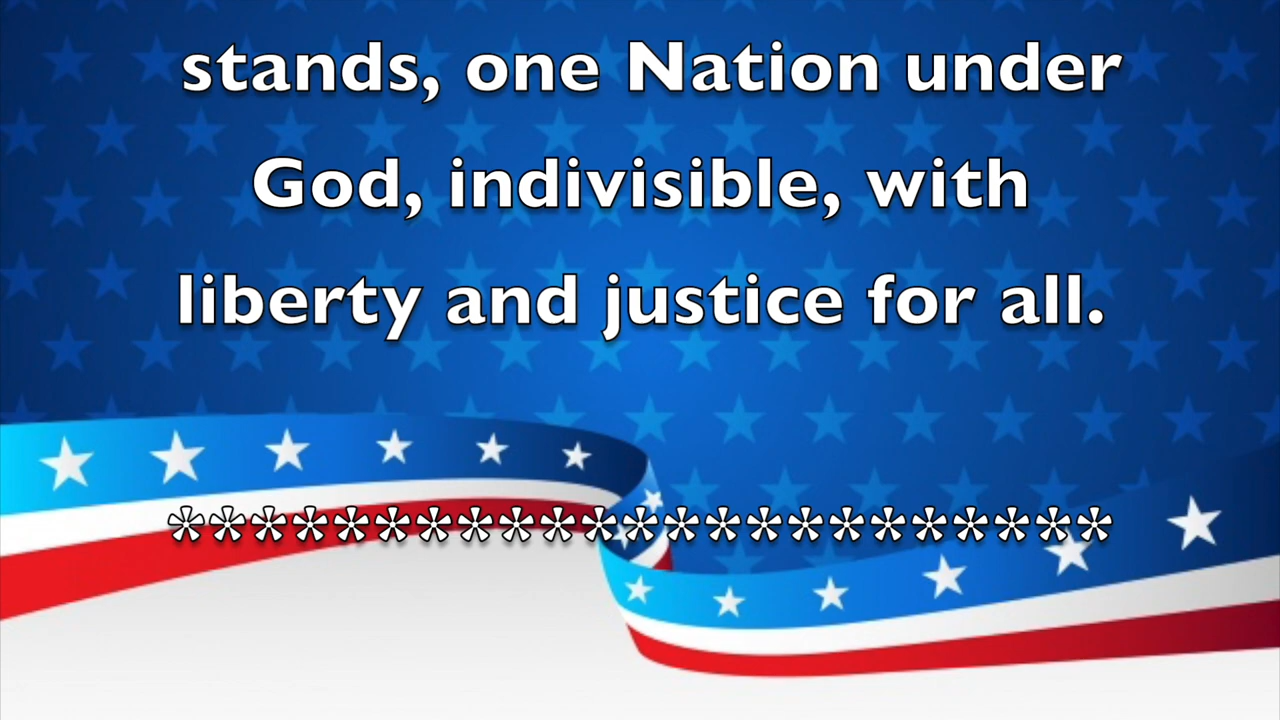 stands, one Nation under
God, indivisible, with
liberty and justice for all.
***********************